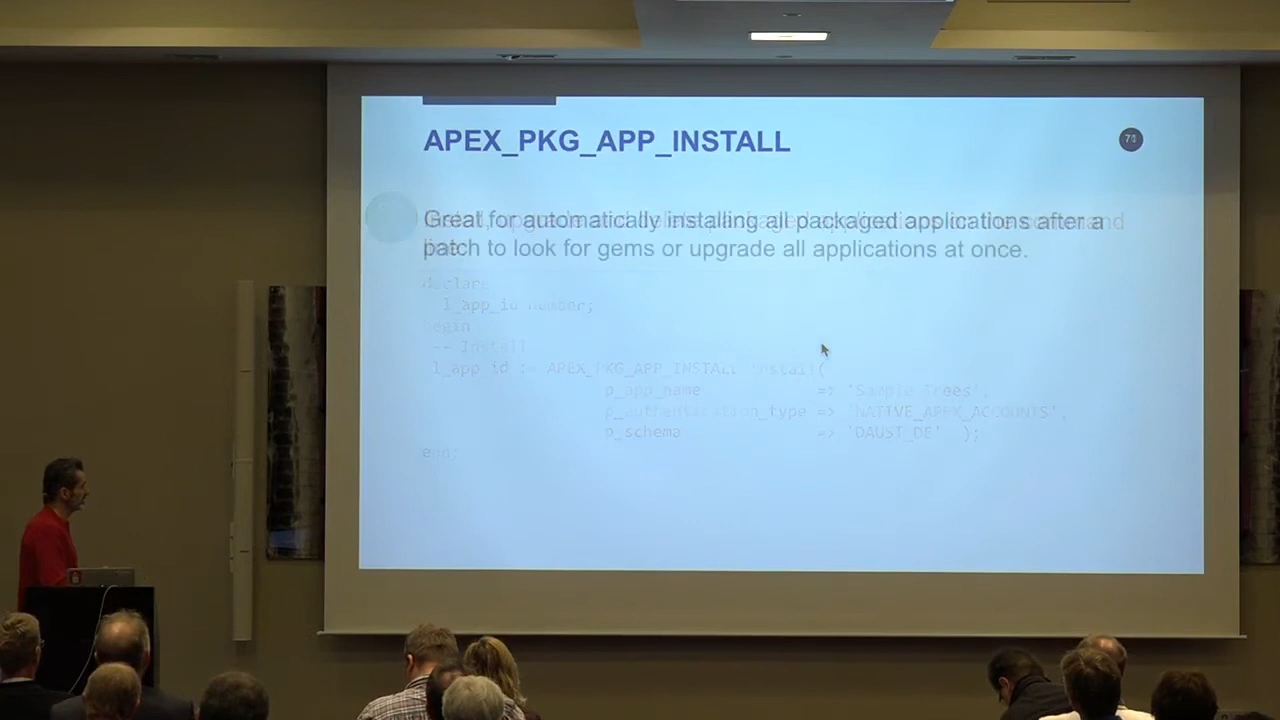 APEX_PKG_APP_INSTALL
Great for automatically installing all packaged applications after a
patch to look for gems or upgrade all applications at once.
declare
l_app_id number;
begin
-- Install
l_app_id := APEX_PKG_APP_INSTALL.install(
p_app_name => 'Sample Trees',
p_authentication_type => 'NATIVE_APEX_ACCOUNTS',
p_schema => 'DAUST_DE' );
end;